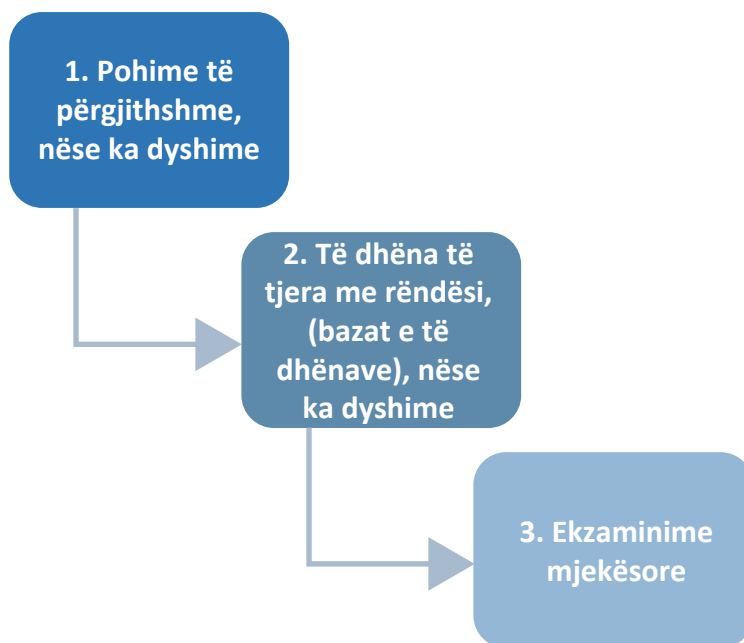 1. Pohime të
përgjithshme,
nëse ka dyshime
2. Të dhëna të
tjera me rëndësi,
(bazat e të
dhënave), nëse
ka dyshime
3. Ekzaminime
mjekësore